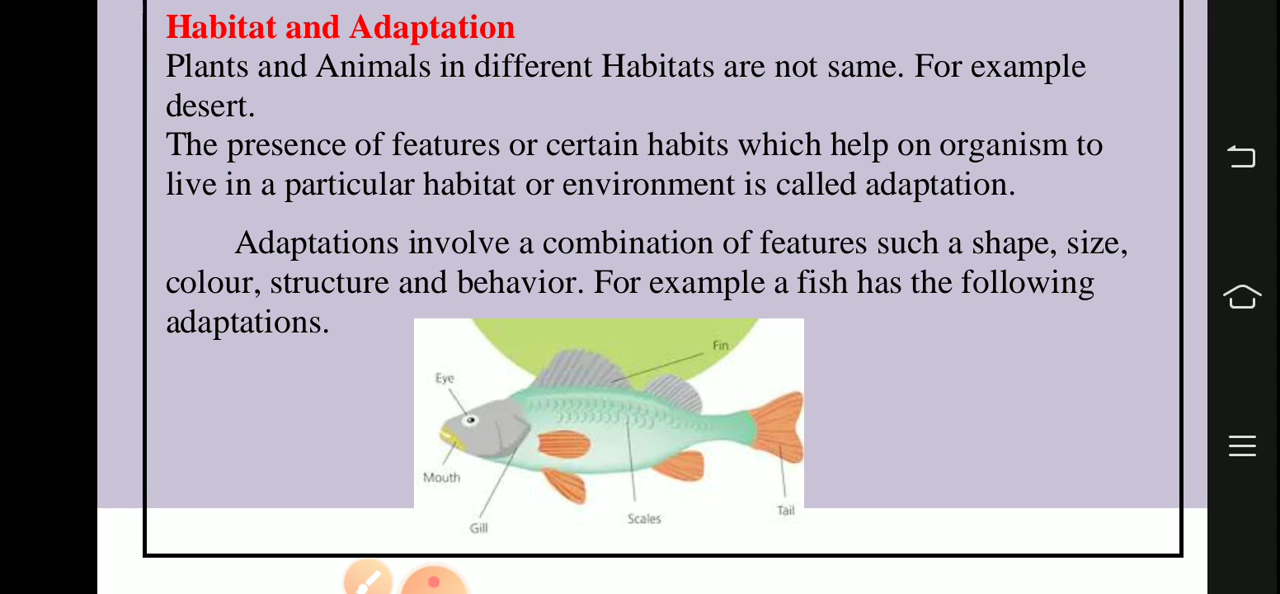 Habitat and Adaptation
Plants and Animals in different Habitats are not same. For example
desert.
The presence of features or certain habits which help on organism to
live in a particular habitat or environment is called adaptation.
Adaptations involve a combination of features such a shape, size,
colour, structure and behavior. For example a fish has the following
adaptations.
Fin
Eye
Mouth
Gill
Scales
Tail